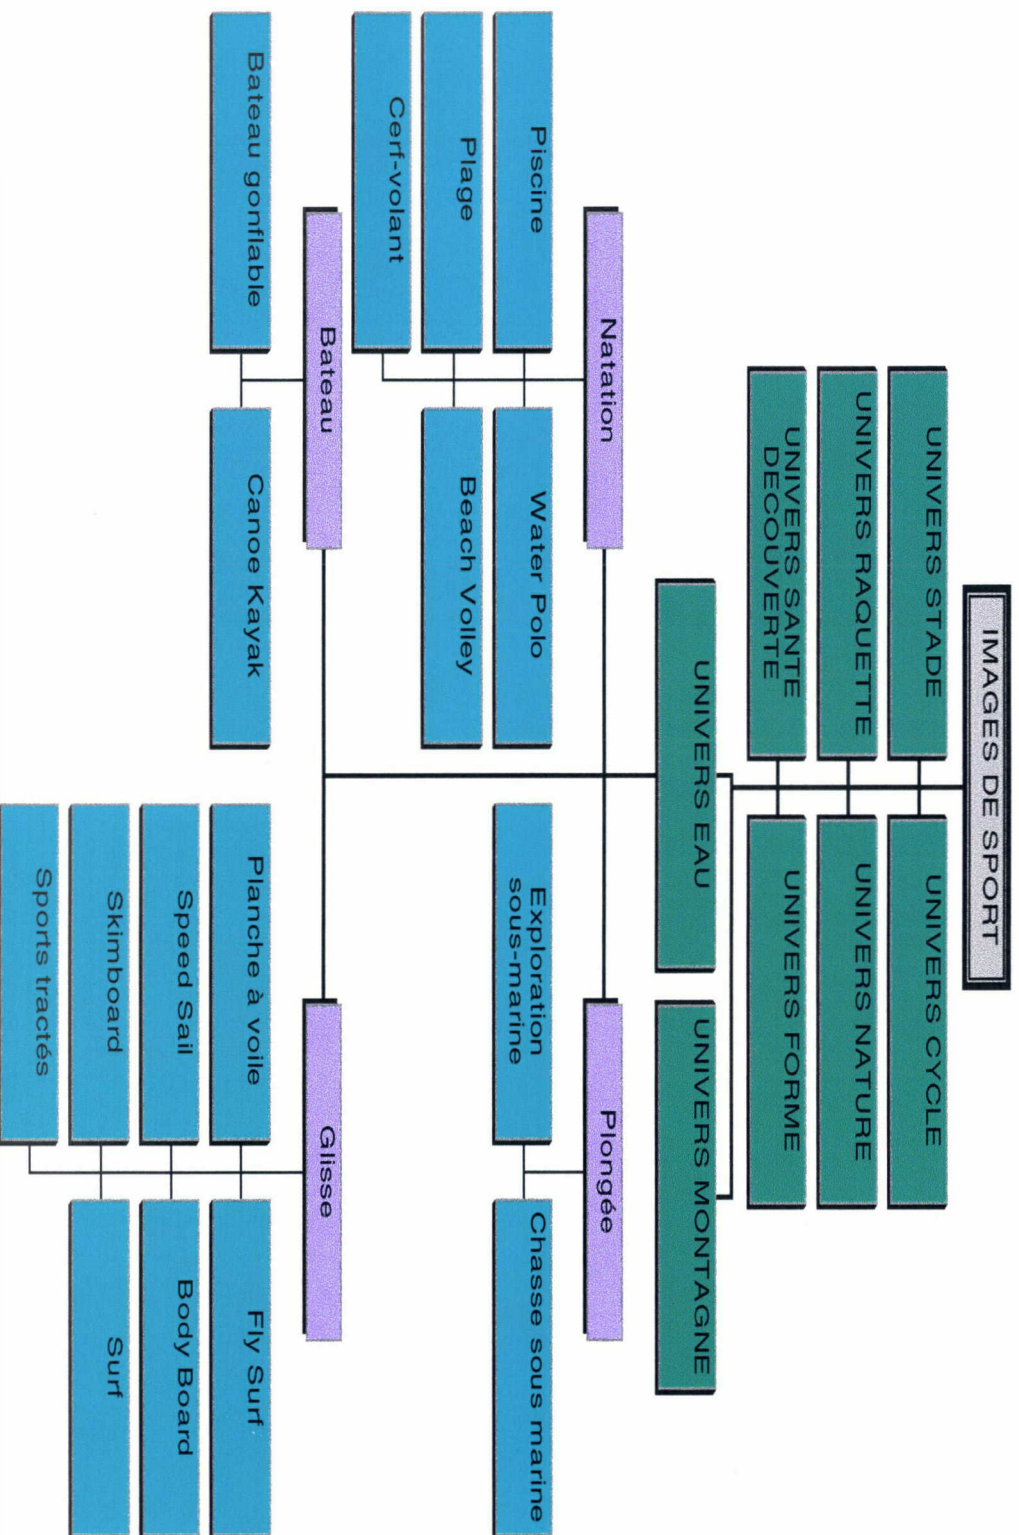 IMAGES DE SPORT
UNIVERS STADE
UNIVERS CYCLE
UNIVERS RAQUETTE
UNIVERS NATURE
UNIVERS SANTE
DECOUVERTE
UNIVERS FORME
UNIVERS EAU
UNIVERS MONTAGNE
Natation
Piscine
Water Polo
Plage
Beach Volley
Cerf-volant
Plongée
Exploration
sous-marine
Chasse sous marine
Bateau
Bateau gonflable
Canoe Kayak
Glisse
Planche à voile
Fly Surf
Speed Sail
Body Board
Skimboard
Surf
Sports tractés